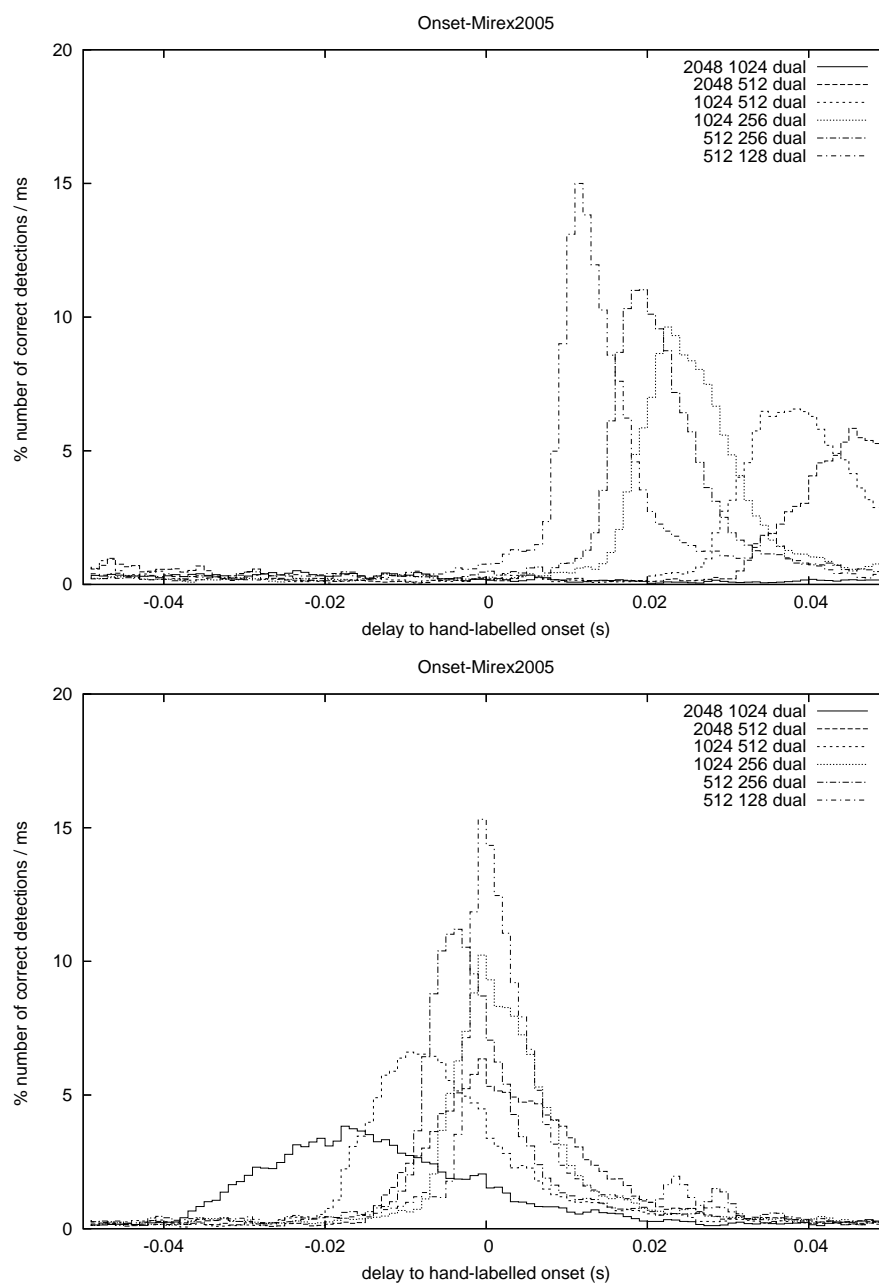 Onset-Mirex2005
20
2048 1024 dual
2048 512 dual
1024 512 dual
1024 256 dual
512 256 dual
512 128 dual
15
% number of correct detections / ms
10
5
0
-0.04 -0.02 0 0.02 0.04
delay to hand-labelled onset (s)
Onset-Mirex2005
20
2048 1024 dual
2048 512 dual
1024 512 dual
1024 256 dual
512 256 dual
512 128 dual
15
% number of correct detections / ms
10
5
0
-0.04 -0.02 0 0.02 0.04
delay to hand-labelled onset (s)